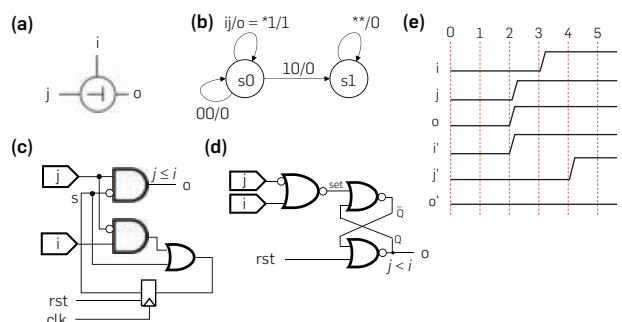 (a)
i
j
o
(b)
ij/o = *1/1
**/0
s0
10/0
s1
00/0
(c)
j
s
j ≤ i
o
i
rst
clk
(d)
j
i
set
Q̅
Q
rst
j < i
o
(e)
0 1 2 3 4 5
i
j
o
i'
j'
o'